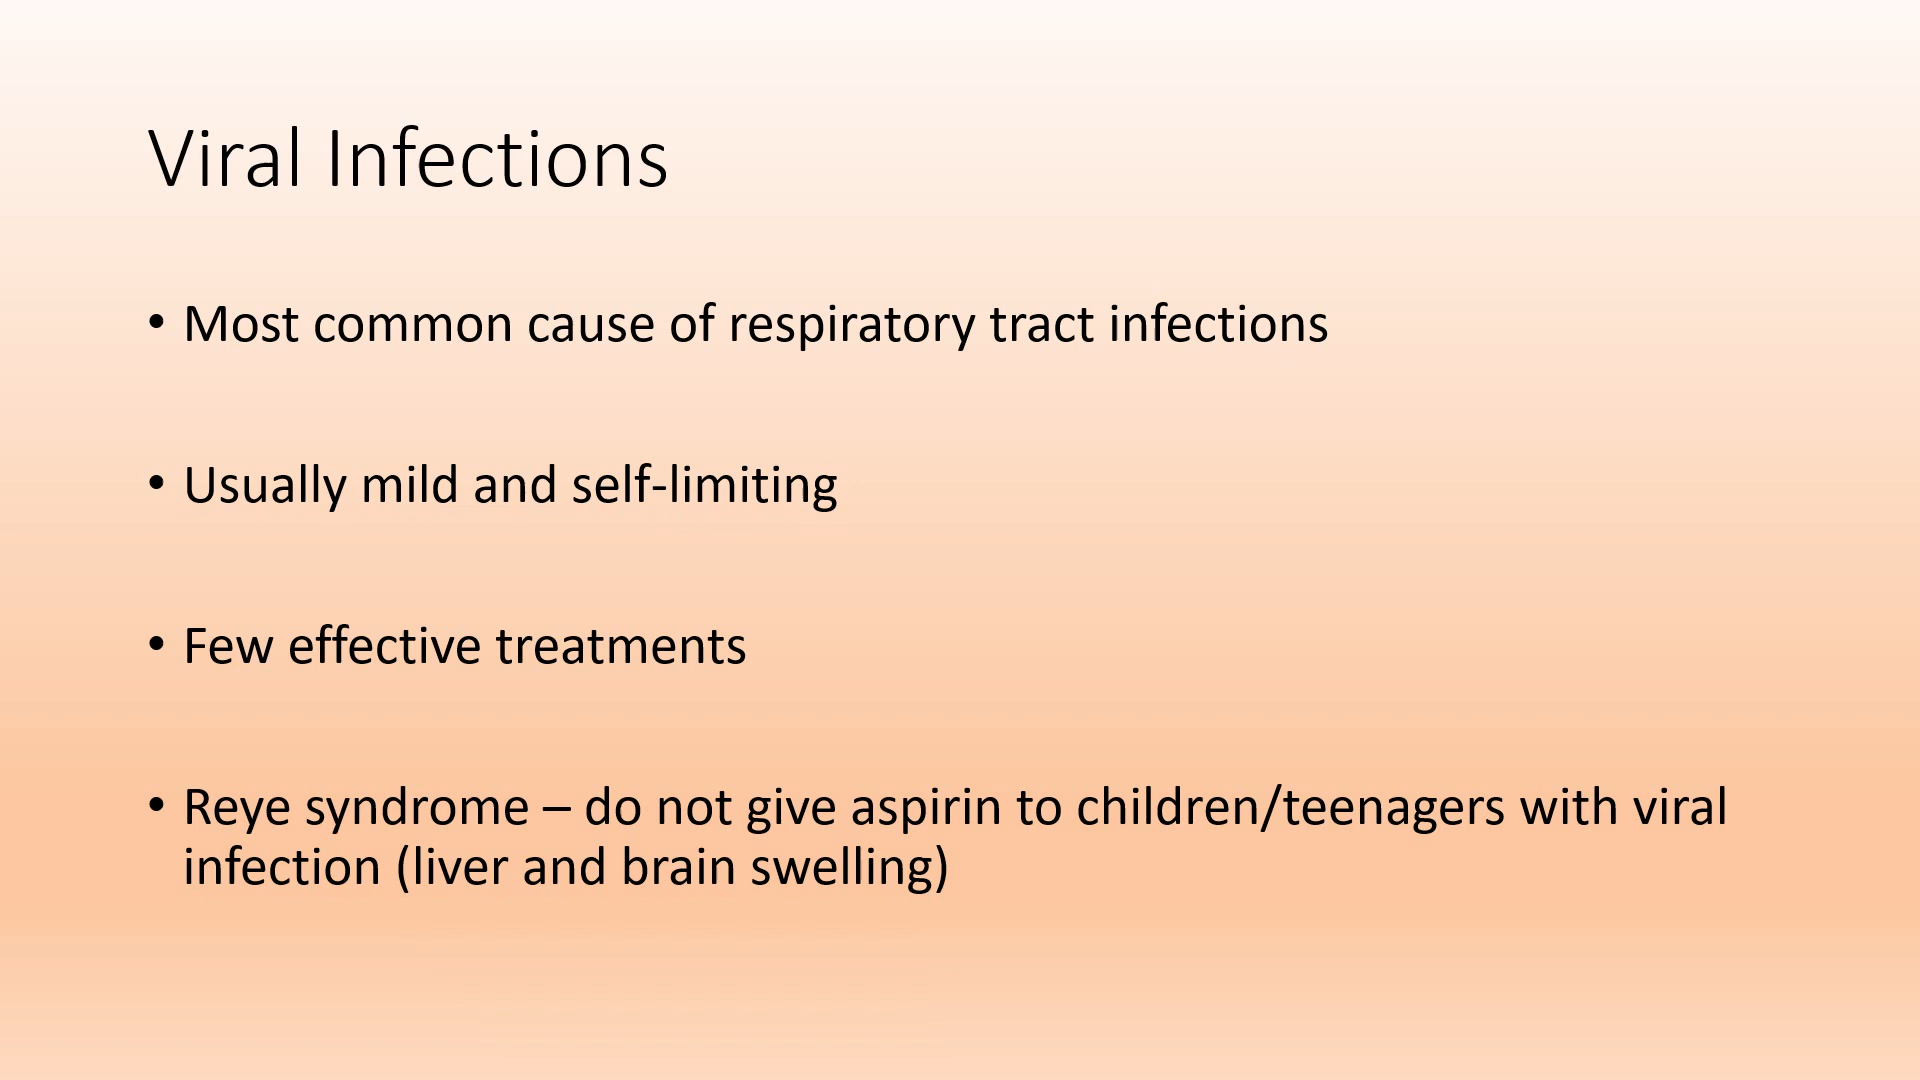 Viral Infections
• Most common cause of respiratory tract infections
• Usually mild and self-limiting
• Few effective treatments
• Reye syndrome – do not give aspirin to children/teenagers with viral
infection (liver and brain swelling)